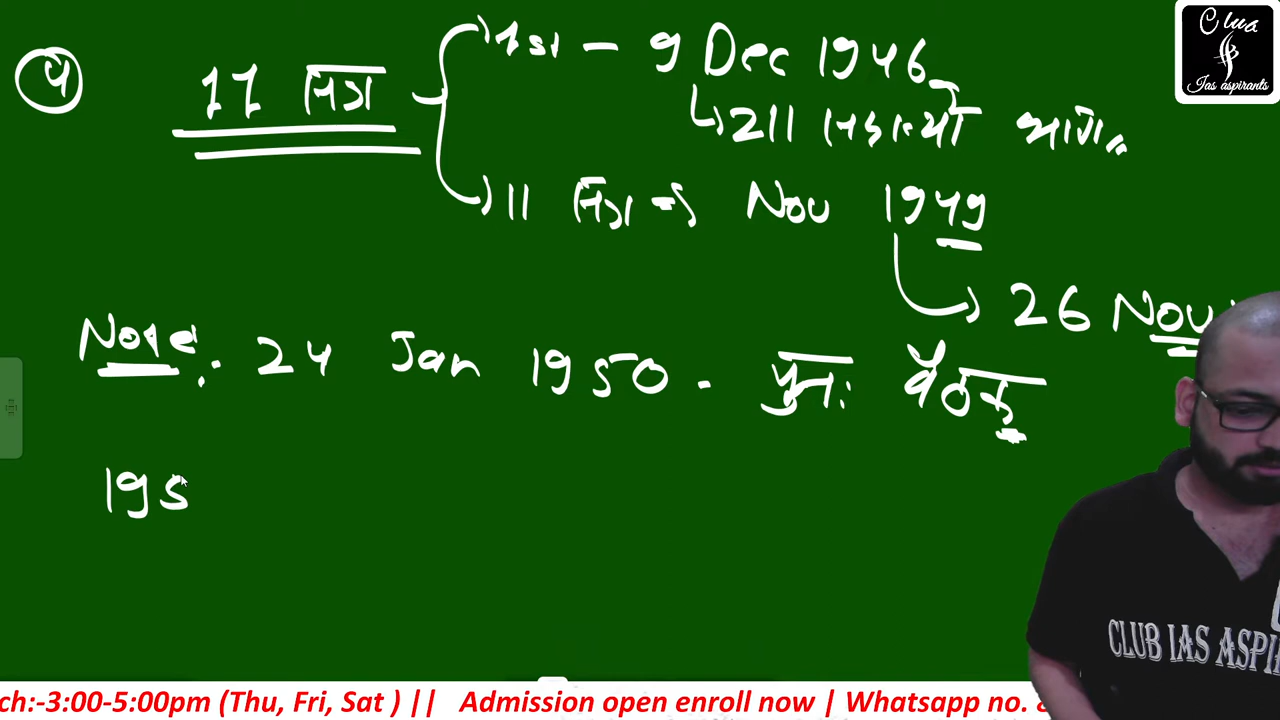 Club
Ias aspirants
④
11 सत्र
1st - 9 Dec 1946
211 सदस्यों भाग
11 सत्र → Nov 1949
26 Nov
Note :- 24 Jan 1950 - पुनः बैठक
195
CLUB IAS ASPI
ch:-3:00-5:00pm (Thu, Fri, Sat ) || Admission open enroll now | Whatsapp no. 8